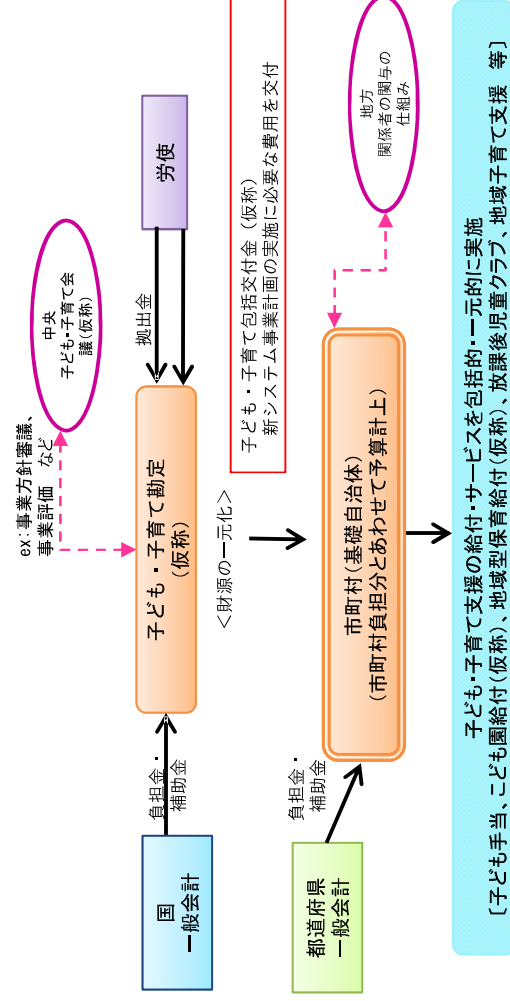 国
一般会計
負担金・
補助金
子ども・子育て勘定
（仮称）
拠出金
労使
ex:事業方針審議、
事業評価　など
中央
子ども・子育て会
議（仮称）
＜財源の一元化＞
子ども・子育て包括交付金（仮称）
新システム事業計画の実施に必要な費用を交付
都道府県
一般会計
負担金・
補助金
市町村（基礎自治体）
（市町村負担分とあわせて予算計上）
地方
関係者の関与の
仕組み
子ども・子育て支援の給付・サービスを包括的・一元的に実施
〔子ども手当、こども園給付（仮称）、地域型保育給付（仮称）、放課後児童クラブ、地域子育て支援　等〕